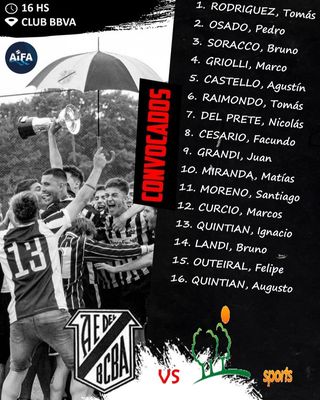 16 HS
CLUB BBVA
AiFA
CONVOCADOS
1. RODRIGUEZ, Tomás
2. OSADO, Pedro
3. SORACCO, Bruno
4. GRIOLLI, Marco
5. CASTELLO, Agustín
6. RAIMONDO, Tomás
7. DEL PRETE, Nicolás
8. CESARIO, Facundo
9. GRANDI, Juan
10. MIRANDA, Matías
11. MORENO, Santiago
12. CURCIO, Marcos
13. QUINTIAN, Ignacio
14. LANDI, Bruno
15. OUTEIRAL, Felipe
16. QUINTIAN, Augusto
13
A.F. DEL
BCBA
VS
sports